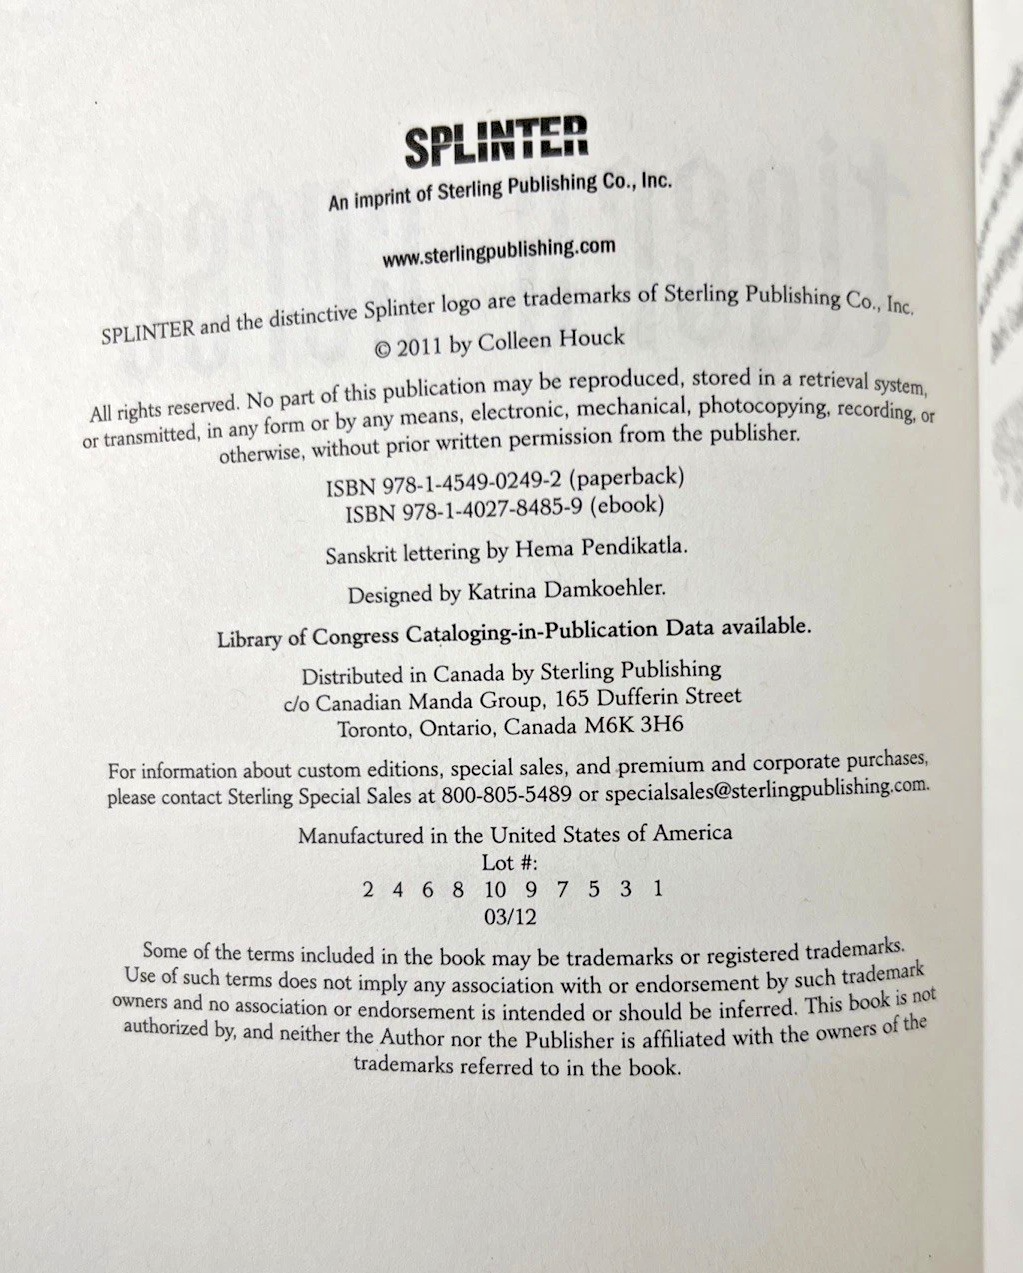 SPLINTER
An imprint of Sterling Publishing Co., Inc.
www.sterlingpublishing.com
SPLINTER and the distinctive Splinter logo are trademarks of Sterling Publishing Co., Inc.
© 2011 by Colleen Houck
All rights reserved. No part of this publication may be reproduced, stored in a retrieval system,
or transmitted, in any form or by any means, electronic, mechanical, photocopying, recording, or
otherwise, without prior written permission from the publisher.
ISBN 978-1-4549-0249-2 (paperback)
ISBN 978-1-4027-8485-9 (ebook)
Sanskrit lettering by Hema Pendikatla.
Designed by Katrina Damkoehler.
Library of Congress Cataloging-in-Publication Data available.
Distributed in Canada by Sterling Publishing
c/o Canadian Manda Group, 165 Dufferin Street
Toronto, Ontario, Canada M6K 3H6
For information about custom editions, special sales, and premium and corporate purchases,
please contact Sterling Special Sales at 800-805-5489 or specialsales@sterlingpublishing.com.
Manufactured in the United States of America
Lot #:
2 4 6 8 10 9 7 5 3 1
03/12
Some of the terms included in the book may be trademarks or registered trademarks.
Use of such terms does not imply any association with or endorsement by such trademark
owners and no association or endorsement is intended or should be inferred. This book is not
authorized by, and neither the Author nor the Publisher is affiliated with the owners of the
trademarks referred to in the book.